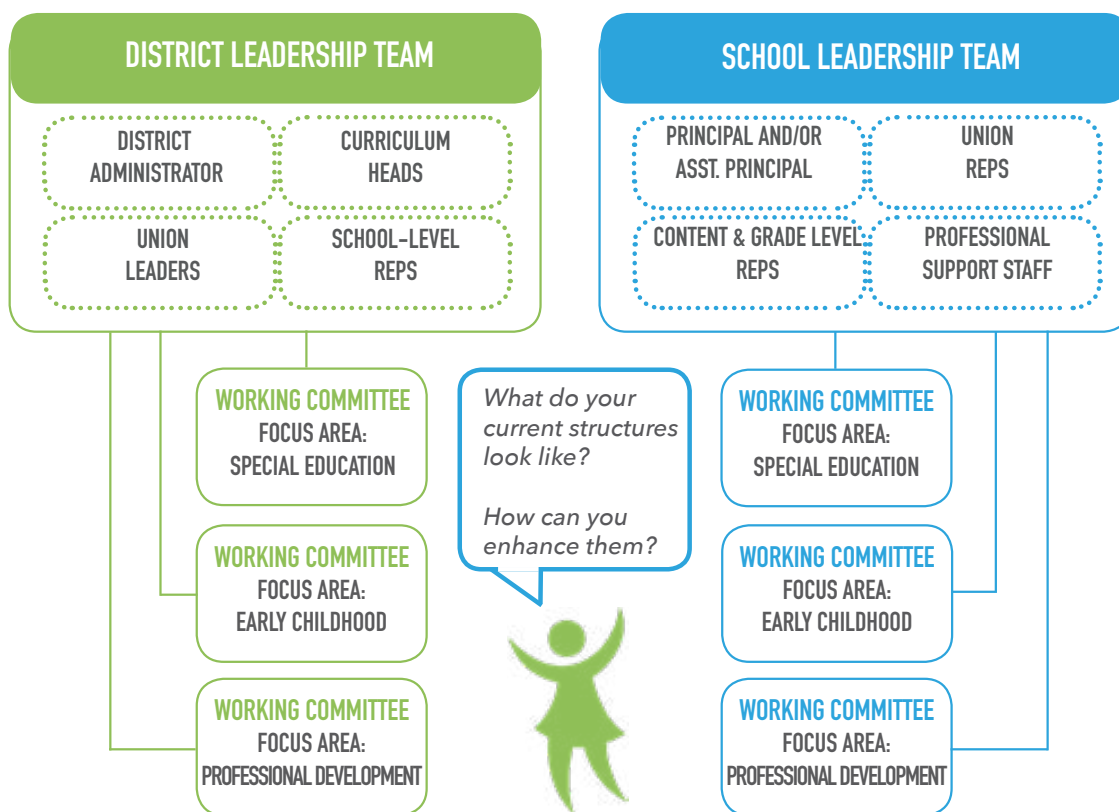 DISTRICT LEADERSHIP TEAM
DISTRICT
ADMINISTRATOR
CURRICULUM
HEADS
UNION
LEADERS
SCHOOL-LEVEL
REPS
WORKING COMMITTEE
FOCUS AREA:
SPECIAL EDUCATION
WORKING COMMITTEE
FOCUS AREA:
EARLY CHILDHOOD
WORKING COMMITTEE
FOCUS AREA:
PROFESSIONAL DEVELOPMENT
What do your
current structures
look like?
How can you
enhance them?
SCHOOL LEADERSHIP TEAM
PRINCIPAL AND/OR
ASST. PRINCIPAL
UNION
REPS
CONTENT & GRADE LEVEL
REPS
PROFESSIONAL
SUPPORT STAFF
WORKING COMMITTEE
FOCUS AREA:
SPECIAL EDUCATION
WORKING COMMITTEE
FOCUS AREA:
EARLY CHILDHOOD
WORKING COMMITTEE
FOCUS AREA:
PROFESSIONAL DEVELOPMENT